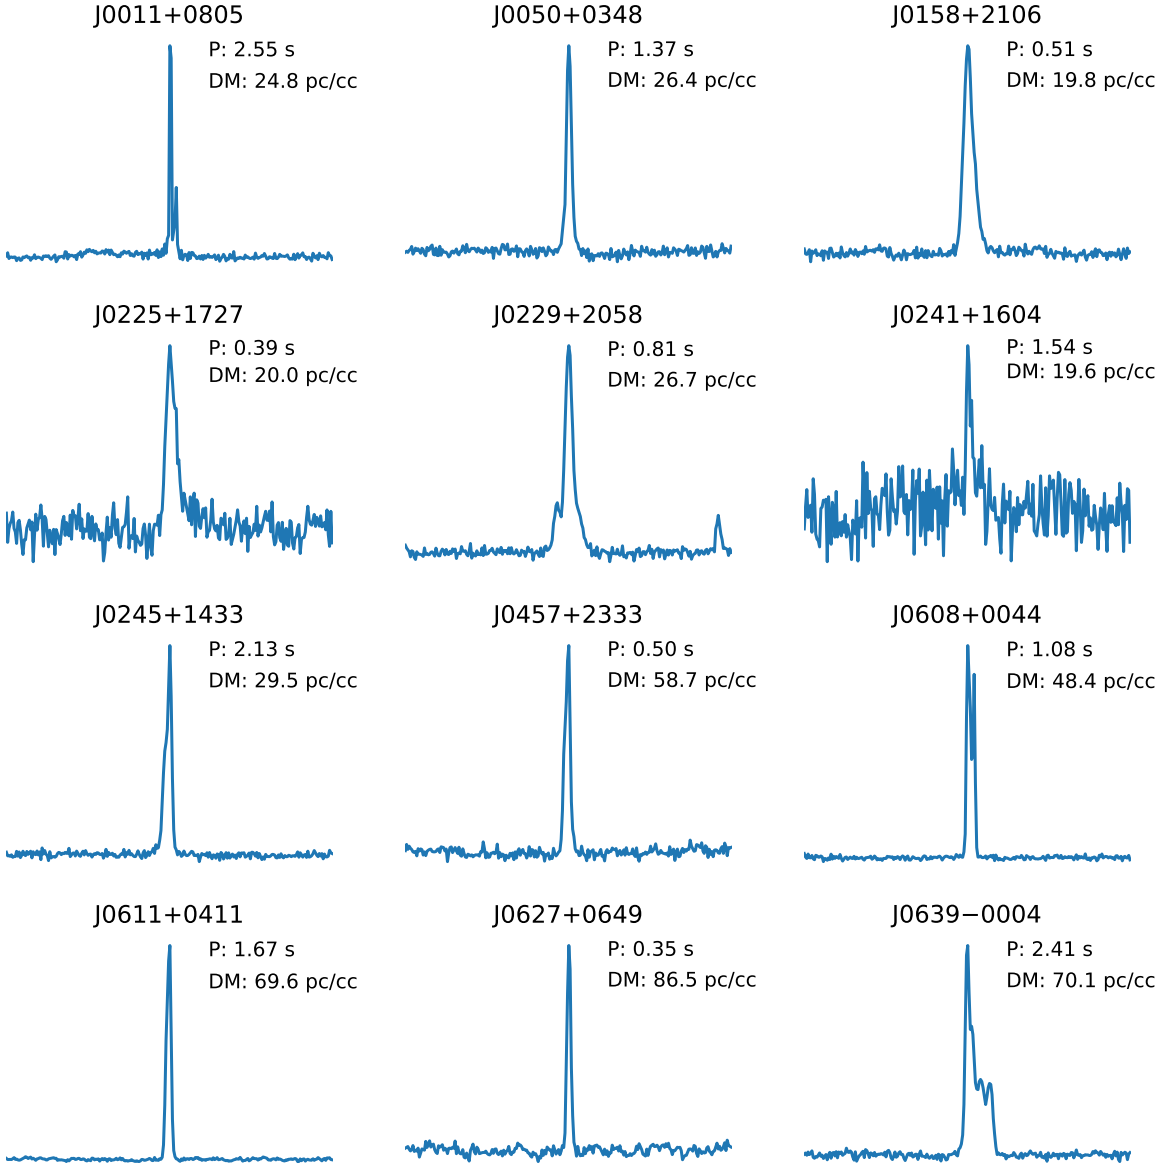 J0011+0805
P: 2.55 s
DM: 24.8 pc/cc
J0050+0348
P: 1.37 s
DM: 26.4 pc/cc
J0158+2106
P: 0.51 s
DM: 19.8 pc/cc
J0225+1727
P: 0.39 s
DM: 20.0 pc/cc
J0229+2058
P: 0.81 s
DM: 26.7 pc/cc
J0241+1604
P: 1.54 s
DM: 19.6 pc/cc
J0245+1433
P: 2.13 s
DM: 29.5 pc/cc
J0457+2333
P: 0.50 s
DM: 58.7 pc/cc
J0608+0044
P: 1.08 s
DM: 48.4 pc/cc
J0611+0411
P: 1.67 s
DM: 69.6 pc/cc
J0627+0649
P: 0.35 s
DM: 86.5 pc/cc
J0639−0004
P: 2.41 s
DM: 70.1 pc/cc